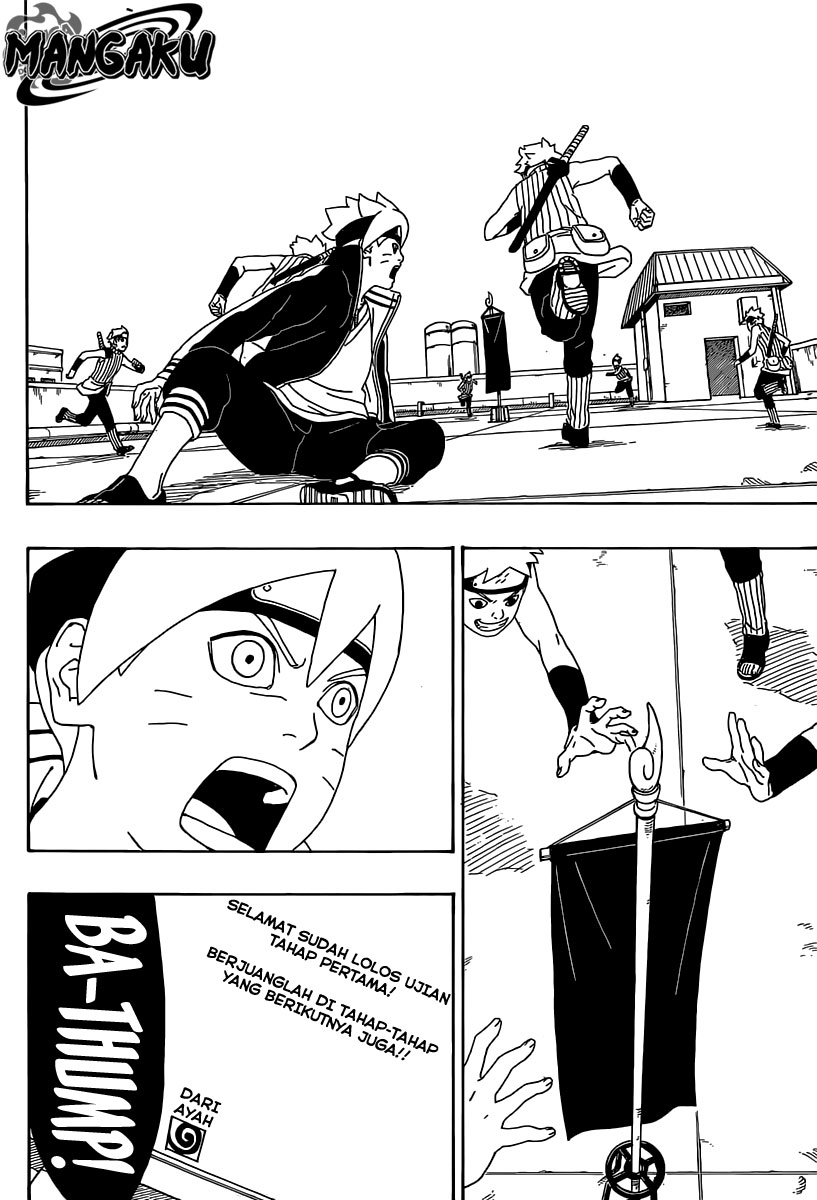 MANGAKU
SELAMAT SUDAH LOLOS UJIAN
TAHAP PERTAMA!
BERJUANGLAH DI TAHAP-TAHAP
YANG BERIKUTNYA JUGA!!
BA-THUMP!
DARI
AYAH